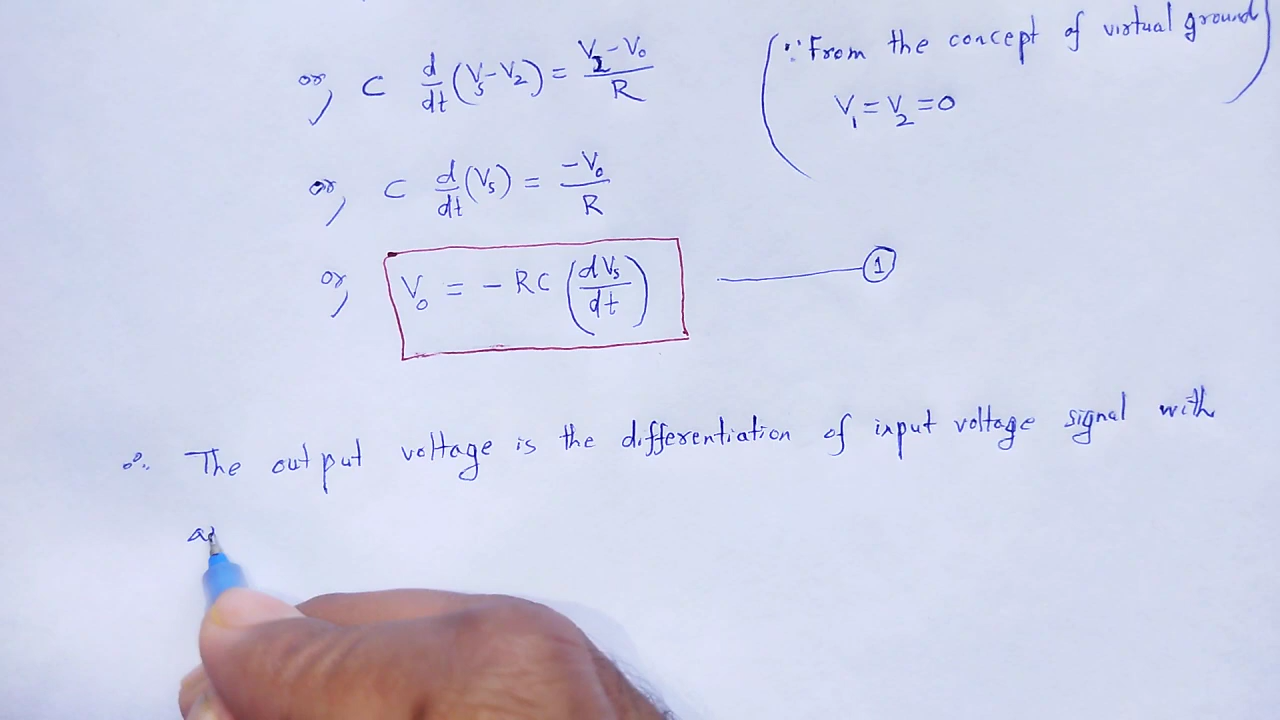 or, C d/dt (Vs - V2) = (V2 - Vo)/R
(∵ From the concept of virtual ground
V1 = V2 = 0)
or, C d/dt (Vs) = -Vo/R
or, Vo = - RC (dVs/dt) ——— ①
∴ The output voltage is the differentiation of input voltage signal with